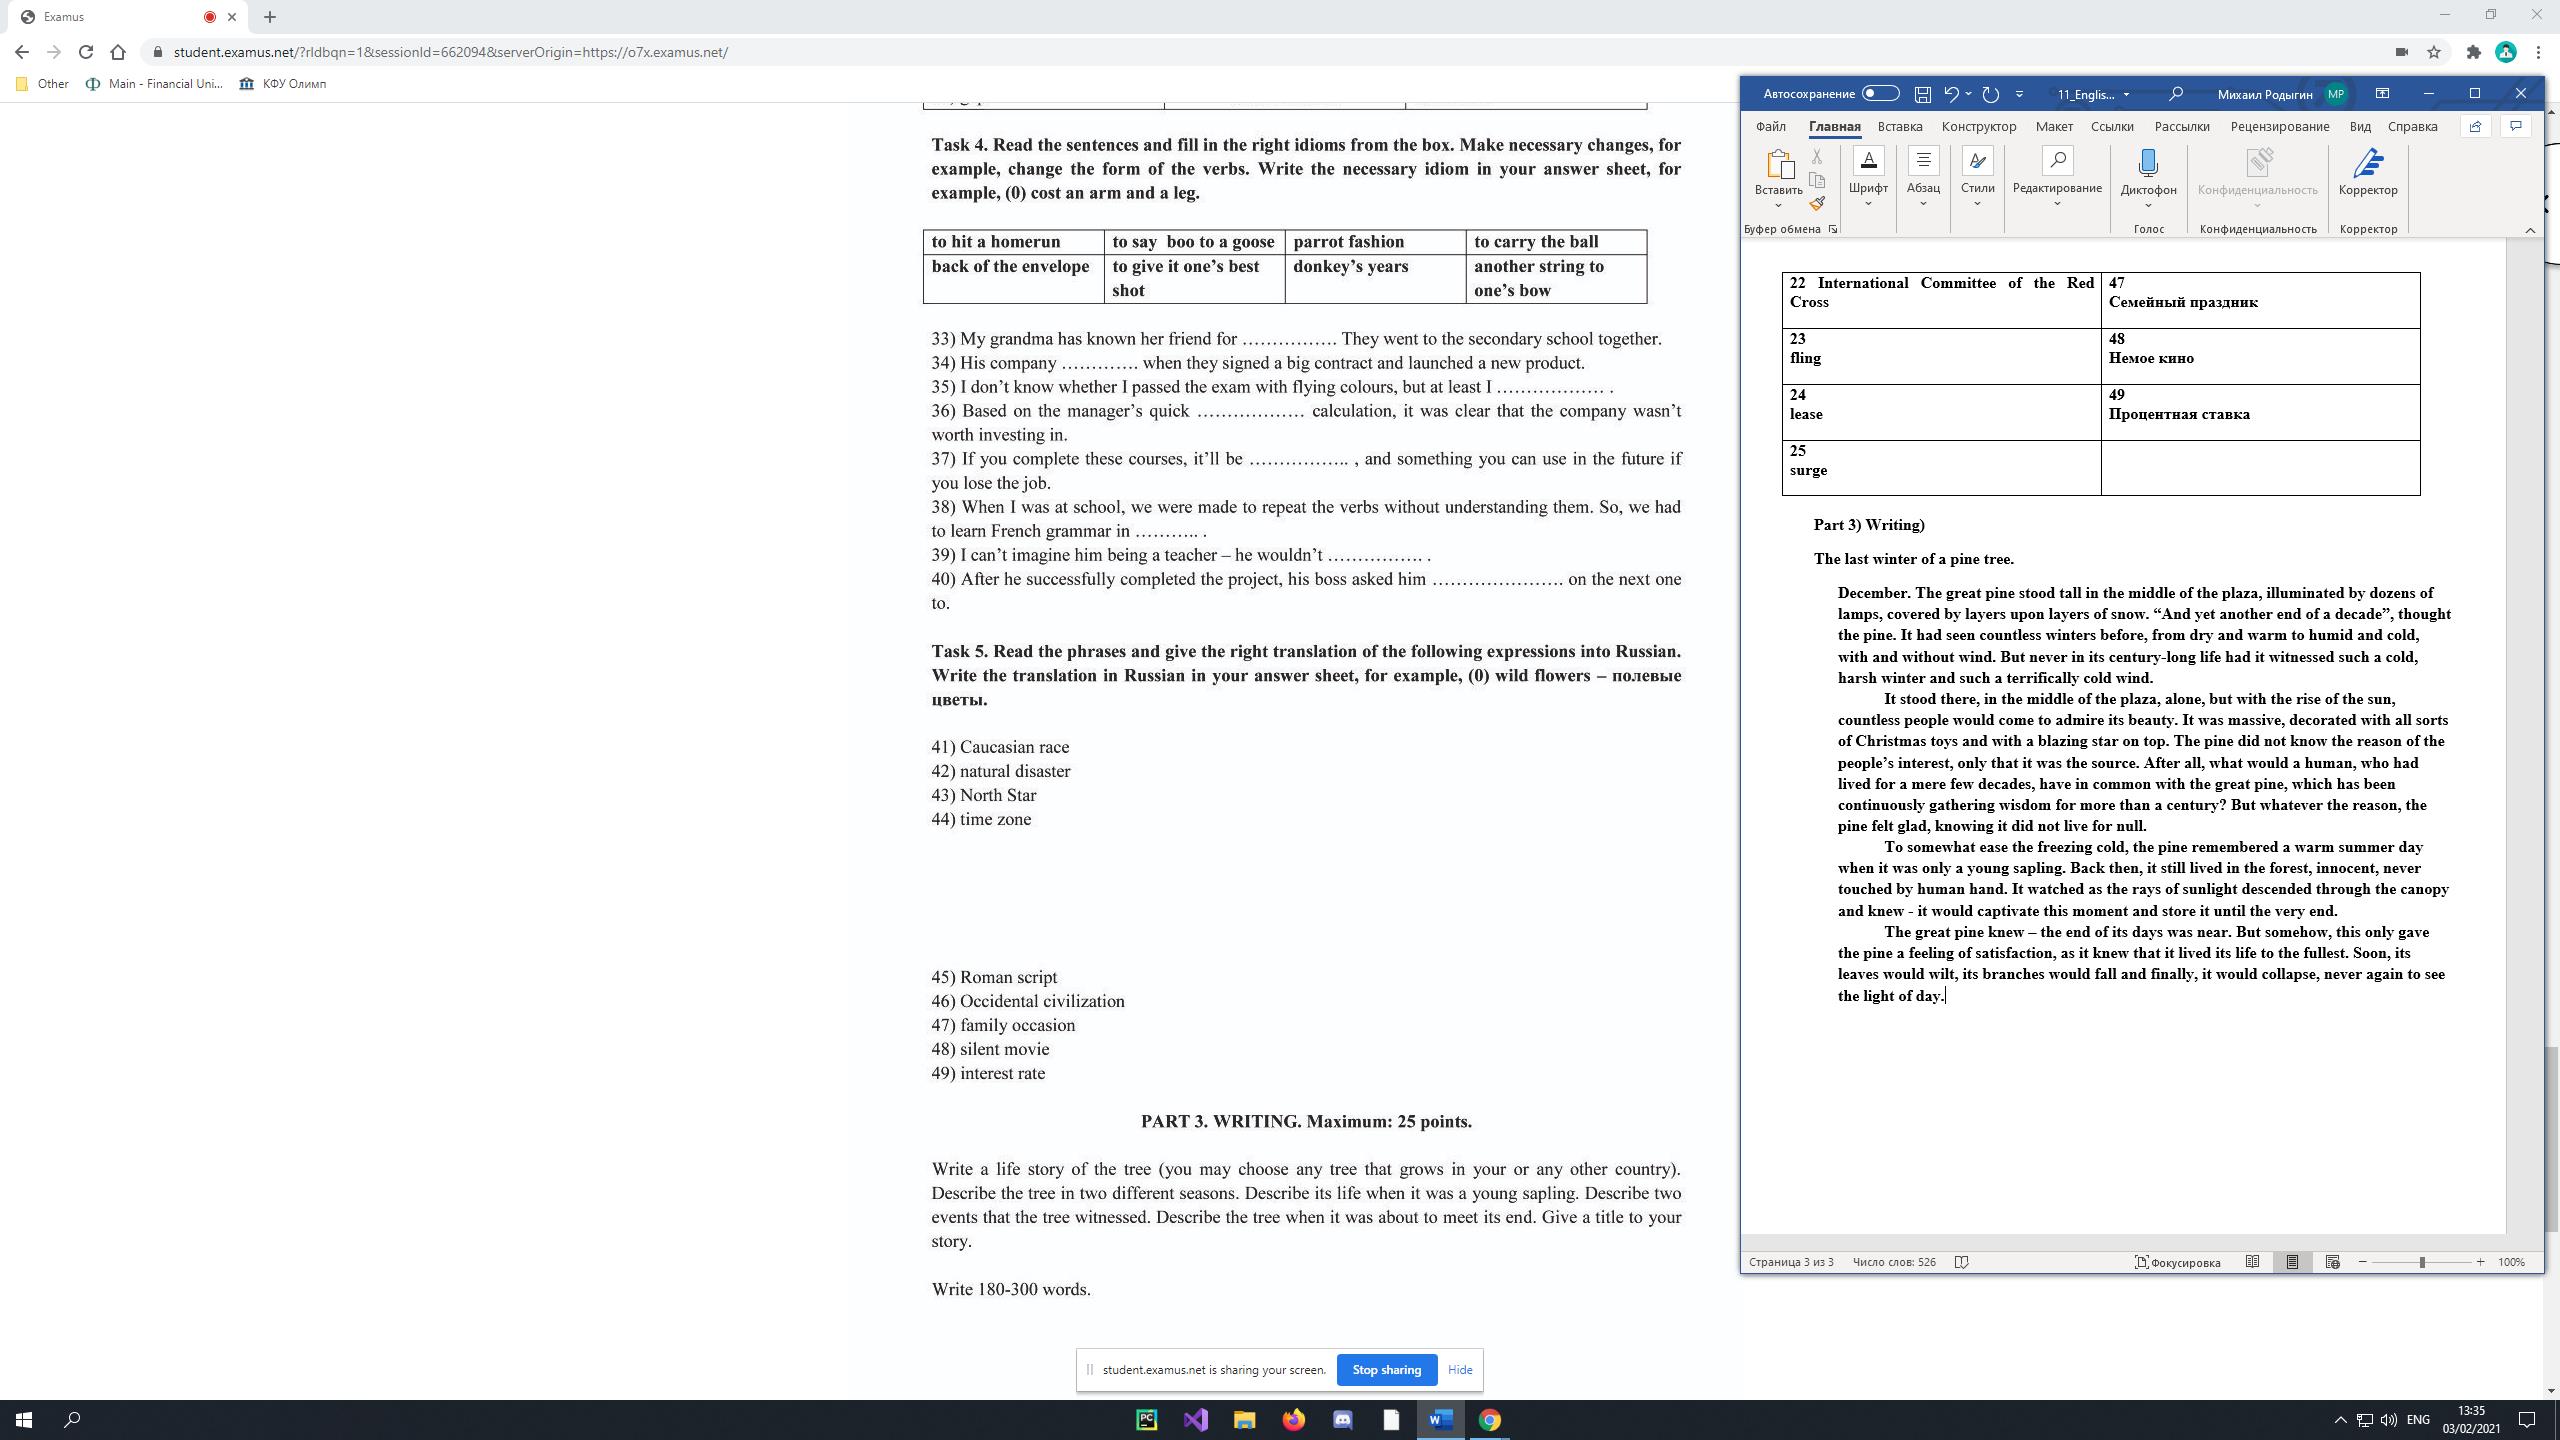 Examus
student.examus.net/?rldbqn=1&sessionId=662094&serverOrigin=https://o7x.examus.net/
Other
Main - Financial Uni...
КФУ Олимп
Task 4. Read the sentences and fill in the right idioms from the box. Make necessary changes, for
example, change the form of the verbs. Write the necessary idiom in your answer sheet, for
example, (0) cost an arm and a leg.
to hit a homerun
to say boo to a goose
parrot fashion
to carry the ball
back of the envelope
to give it one's best
shot
donkey's years
another string to
one's bow
33) My grandma has known her friend for ……………. They went to the secondary school together.
34) His company …………. when they signed a big contract and launched a new product.
35) I don't know whether I passed the exam with flying colours, but at least I ……………… .
36) Based on the manager's quick ……………… calculation, it was clear that the company wasn't
worth investing in.
37) If you complete these courses, it'll be …………….. , and something you can use in the future if
you lose the job.
38) When I was at school, we were made to repeat the verbs without understanding them. So, we had
to learn French grammar in ……….. .
39) I can't imagine him being a teacher – he wouldn't ……………. .
40) After he successfully completed the project, his boss asked him …………………. on the next one
to.
Task 5. Read the phrases and give the right translation of the following expressions into Russian.
Write the translation in Russian in your answer sheet, for example, (0) wild flowers – полевые
цветы.
41) Caucasian race
42) natural disaster
43) North Star
44) time zone
45) Roman script
46) Occidental civilization
47) family occasion
48) silent movie
49) interest rate
PART 3. WRITING. Maximum: 25 points.
Write a life story of the tree (you may choose any tree that grows in your or any other country).
Describe the tree in two different seasons. Describe its life when it was a young sapling. Describe two
events that the tree witnessed. Describe the tree when it was about to meet its end. Give a title to your
story.
Write 180-300 words.
student.examus.net is sharing your screen.
Stop sharing
Hide
Автосохранение
11_Englis...
Михаил Родыгин
МР
Файл
Главная
Вставка
Конструктор
Макет
Ссылки
Рассылки
Рецензирование
Вид
Справка
Вставить
Шрифт
Абзац
Стили
Редактирование
Диктофон
Конфиденциальность
Корректор
Буфер обмена
Голос
Конфиденциальность
Корректор
22 International Committee of the Red
Cross
47
Семейный праздник
23
fling
48
Немое кино
24
lease
49
Процентная ставка
25
surge
Part 3) Writing)
The last winter of a pine tree.
December. The great pine stood tall in the middle of the plaza, illuminated by dozens of
lamps, covered by layers upon layers of snow. “And yet another end of a decade”, thought
the pine. It had seen countless winters before, from dry and warm to humid and cold,
with and without wind. But never in its century-long life had it witnessed such a cold,
harsh winter and such a terrifically cold wind.
It stood there, in the middle of the plaza, alone, but with the rise of the sun,
countless people would come to admire its beauty. It was massive, decorated with all sorts
of Christmas toys and with a blazing star on top. The pine did not know the reason of the
people's interest, only that it was the source. After all, what would a human, who had
lived for a mere few decades, have in common with the great pine, which has been
continuously gathering wisdom for more than a century? But whatever the reason, the
pine felt glad, knowing it did not live for null.
To somewhat ease the freezing cold, the pine remembered a warm summer day
when it was only a young sapling. Back then, it still lived in the forest, innocent, never
touched by human hand. It watched as the rays of sunlight descended through the canopy
and knew - it would captivate this moment and store it until the very end.
The great pine knew – the end of its days was near. But somehow, this only gave
the pine a feeling of satisfaction, as it knew that it lived its life to the fullest. Soon, its
leaves would wilt, its branches would fall and finally, it would collapse, never again to see
the light of day.
Страница 3 из 3
Число слов: 526
Фокусировка
100%
ENG
13:35
03/02/2021